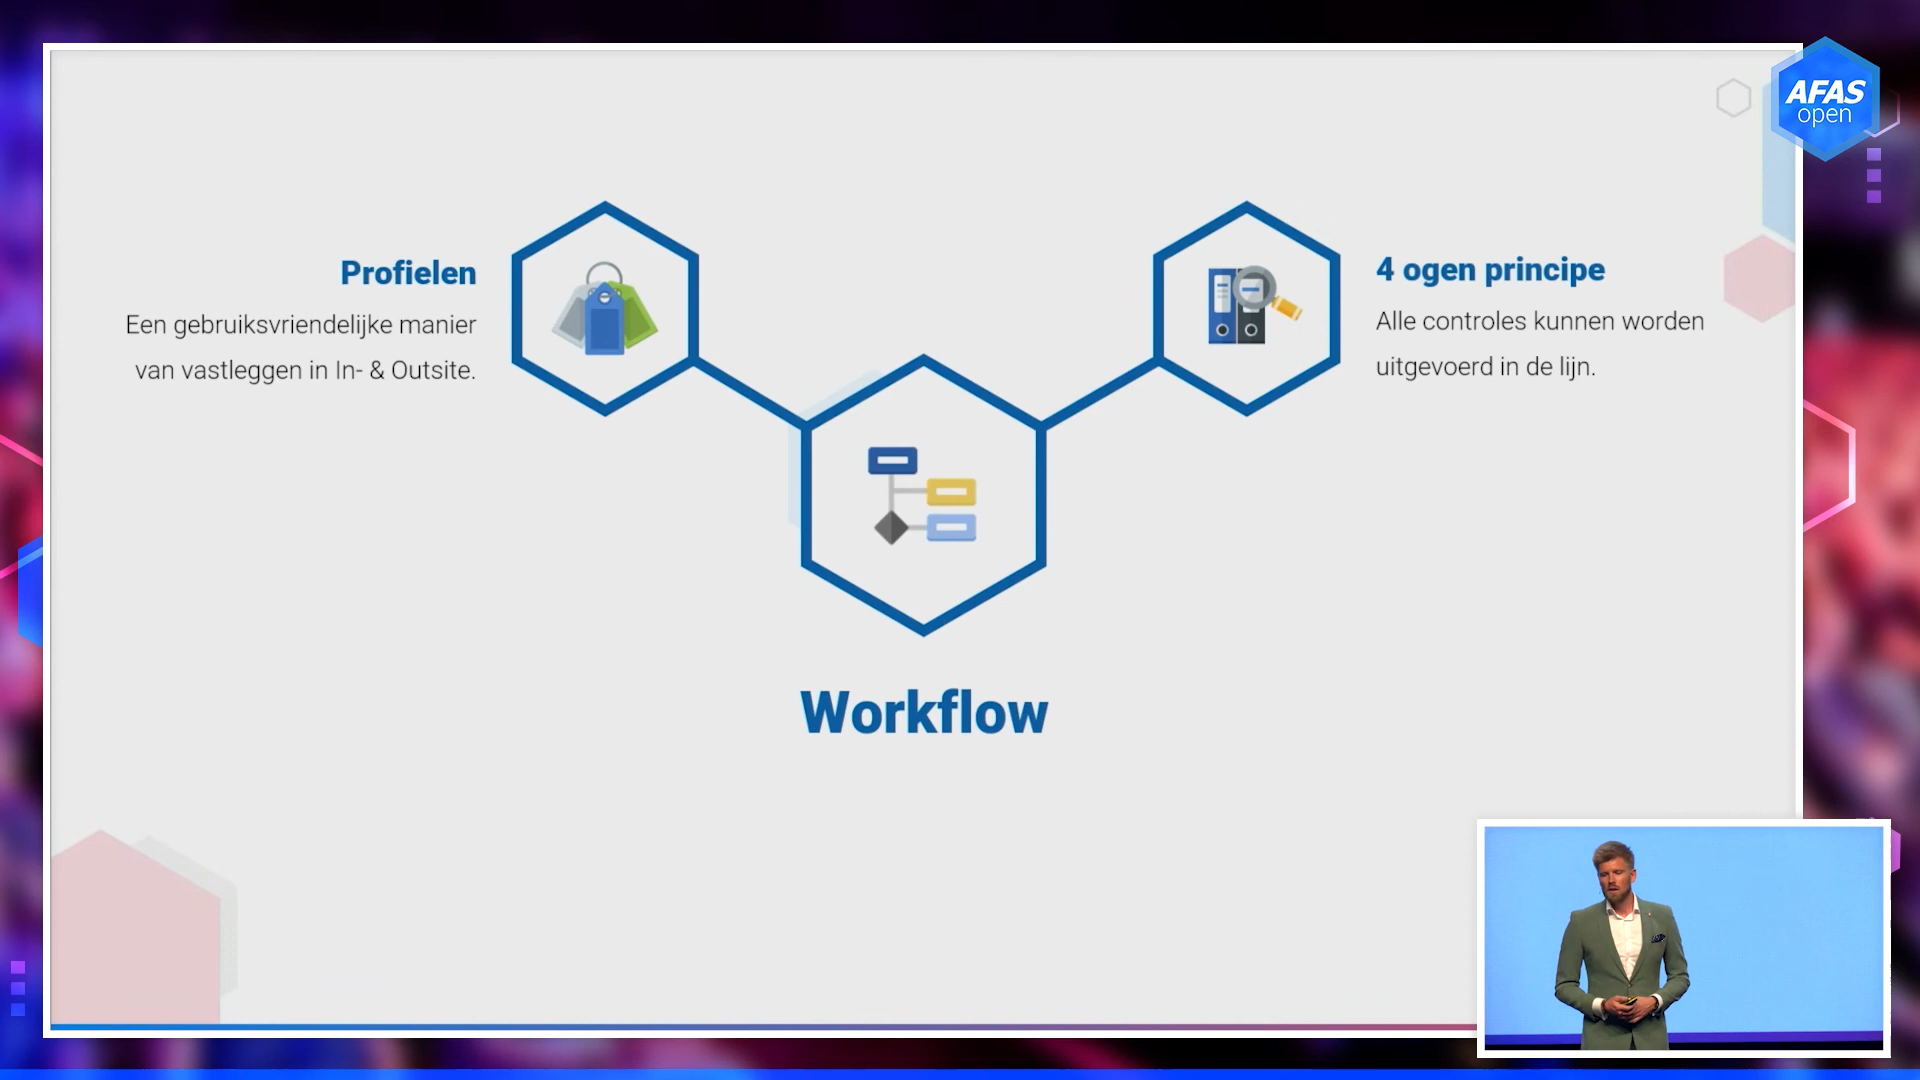 AFAS
open
Profielen
Een gebruiksvriendelijke manier
van vastleggen in In- & Outsite.
4 ogen principe
Alle controles kunnen worden
uitgevoerd in de lijn.
Workflow